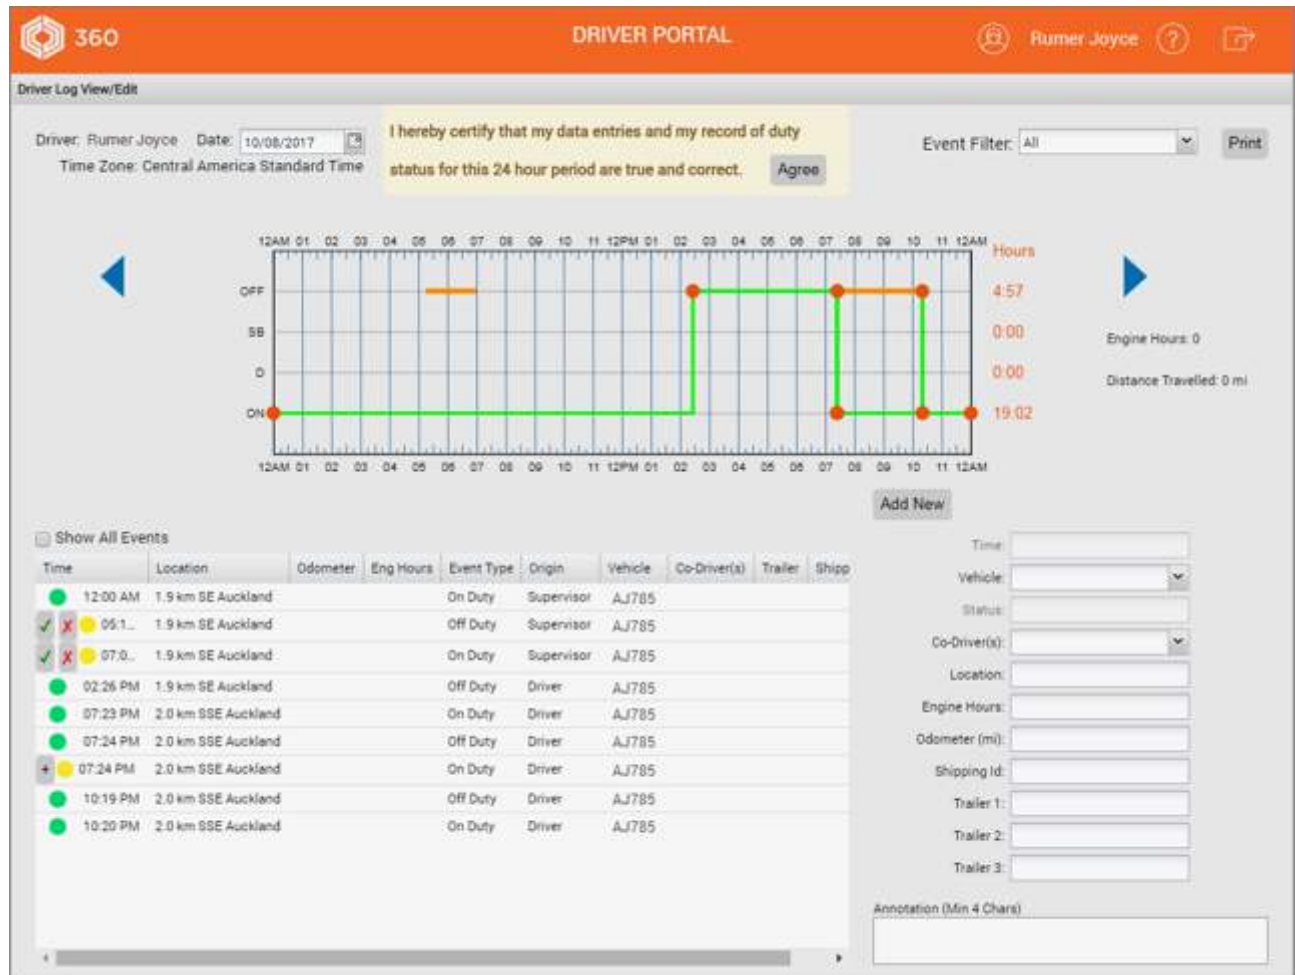 360 DRIVER PORTAL Rumer Joyce ?
Driver Log View/Edit
Driver: Rumer Joyce Date: 10/08/2017
Time Zone: Central America Standard Time
I hereby certify that my data entries and my record of duty
status for this 24 hour period are true and correct. Agree
Event Filter: All Print
12AM 01 02 03 04 05 06 07 08 09 10 11 12PM 01 02 03 04 05 06 07 08 09 10 11 12AM
Hours
OFF 4:57
SB 0:00
D 0:00
ON 19:02
12AM 01 02 03 04 05 06 07 08 09 10 11 12PM 01 02 03 04 05 06 07 08 09 10 11 12AM
Engine Hours: 0
Distance Travelled: 0 mi
Add New
Show All Events
Time Location Odometer Eng Hours Event Type Origin Vehicle Co-Driver(s) Trailer Shipp
12:00 AM 1.9 km SE Auckland On Duty Supervisor AJ785
✓ X 05:1... 1.9 km SE Auckland Off Duty Supervisor AJ785
✓ X 07:0... 1.9 km SE Auckland On Duty Supervisor AJ785
02:26 PM 1.9 km SE Auckland Off Duty Driver AJ785
07:23 PM 2.0 km SSE Auckland On Duty Driver AJ785
07:24 PM 2.0 km SSE Auckland Off Duty Driver AJ785
+ 07:24 PM 2.0 km SSE Auckland On Duty Driver AJ785
10:19 PM 2.0 km SSE Auckland Off Duty Driver AJ785
10:20 PM 2.0 km SSE Auckland On Duty Driver AJ785
Time:
Vehicle:
Status:
Co-Driver(s):
Location:
Engine Hours:
Odometer (mi):
Shipping Id:
Trailer 1:
Trailer 2:
Trailer 3:
Annotation (Min 4 Chars)